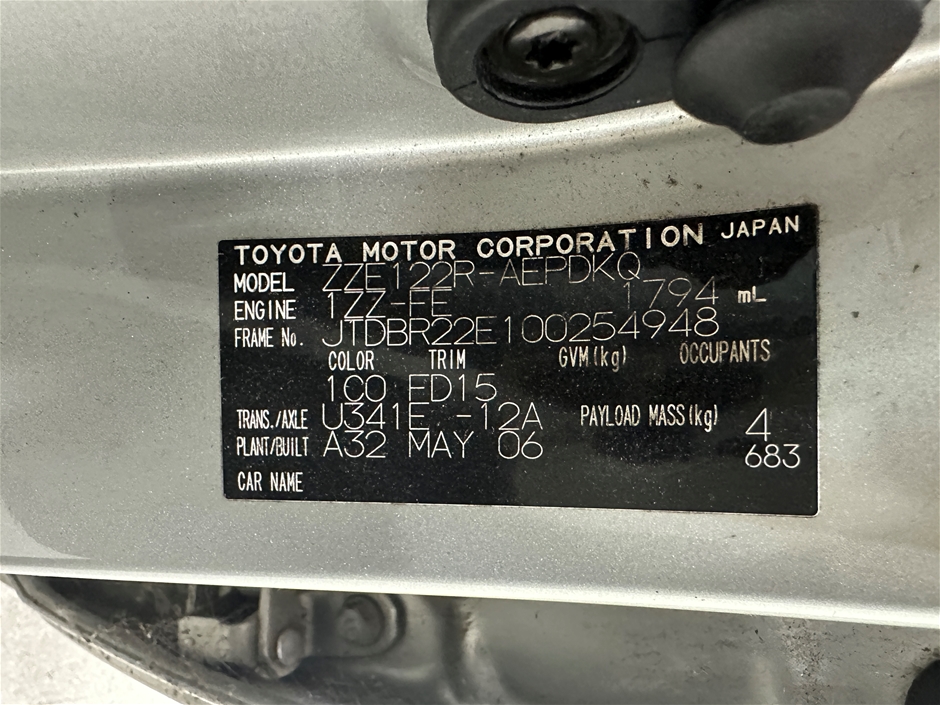 TOYOTA MOTOR CORPORATION JAPAN
MODEL ZZE122R-AEPDKQ
ENGINE 1ZZ-FE 1794 mL
FRAME No. JTDBR22E100254948
COLOR TRIM GVM(kg) OCCUPANTS
1C0 FD15
TRANS./AXLE U341E -12A PAYLOAD MASS(kg) 4
PLANT/BUILT A32 MAY 06 683
CAR NAME